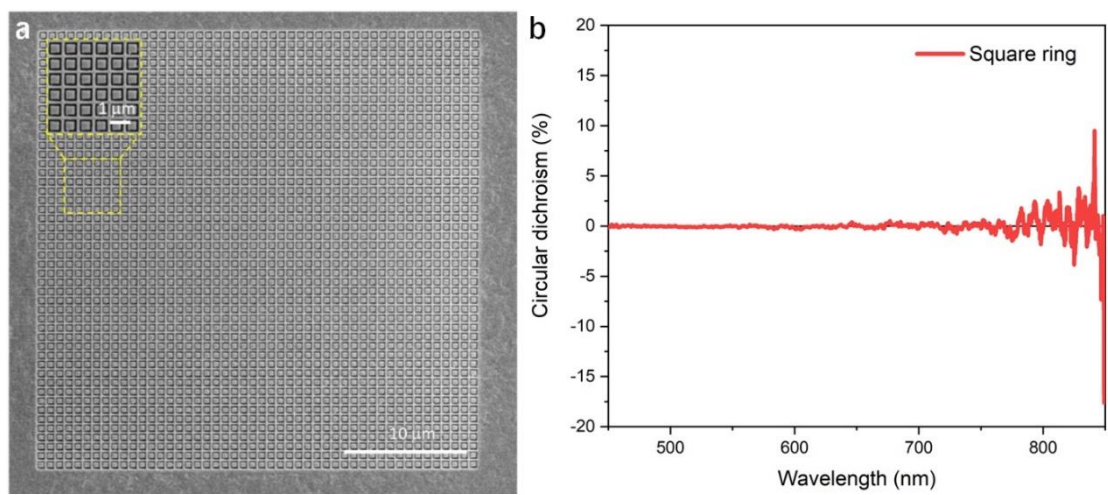 a
1 μm
10 μm
b
Square ring
20
15
10
5
0
-5
-10
-15
-20
Circular dichroism (%)
500
600
700
800
Wavelength (nm)